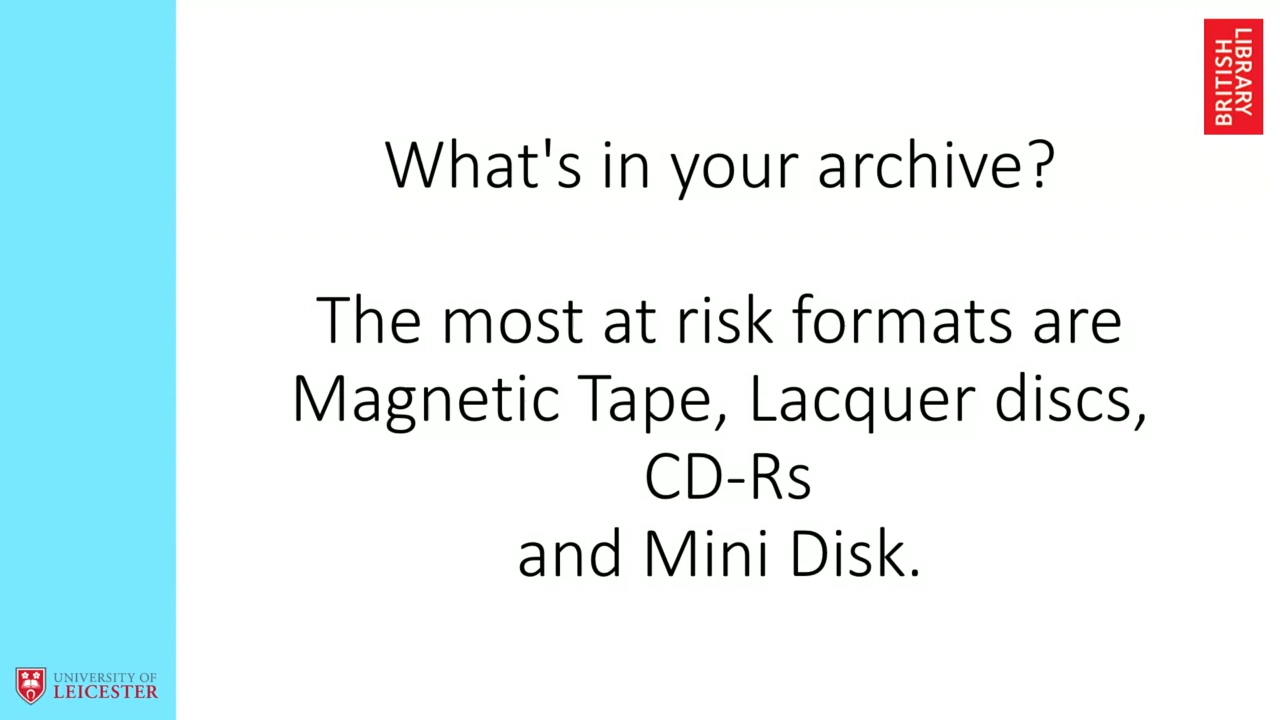 What's in your archive?
The most at risk formats are
Magnetic Tape, Lacquer discs,
CD-Rs
and Mini Disk.
LIBRARY
BRITISH
UNIVERSITY OF
LEICESTER